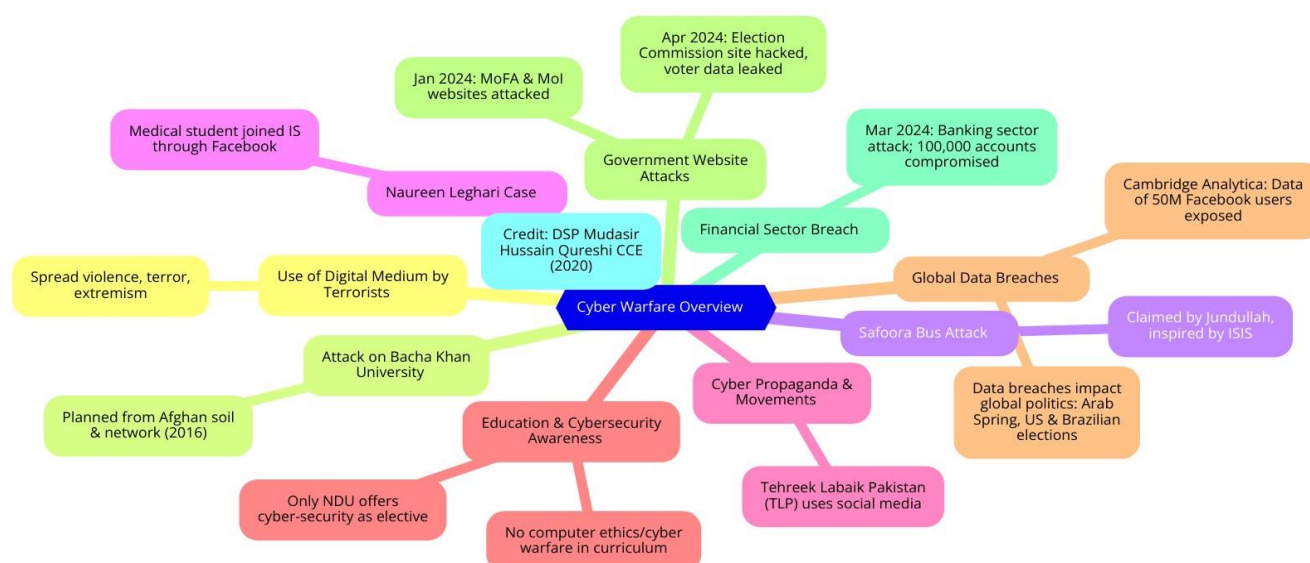 Apr 2024: Election
Commission site hacked,
voter data leaked
Jan 2024: MoFA & MoI
websites attacked
Government Website
Attacks
Medical student joined IS
through Facebook
Naureen Leghari Case
Mar 2024: Banking sector
attack; 100,000 accounts
compromised
Financial Sector Breach
Cambridge Analytica: Data
of 50M Facebook users
exposed
Global Data Breaches
Credit: DSP Mudasir
Hussain Qureshi CCE
(2020)
Spread violence, terror,
extremism
Use of Digital Medium by
Terrorists
Cyber Warfare Overview
Safoora Bus Attack
Claimed by Jundullah,
inspired by ISIS
Attack on Bacha Khan
University
Planned from Afghan soil
& network (2016)
Cyber Propaganda &
Movements
Data breaches impact
global politics: Arab
Spring, US & Brazilian
elections
Education & Cybersecurity
Awareness
Only NDU offers
cyber-security as elective
No computer ethics/cyber
warfare in curriculum
Tehreek Labaik Pakistan
(TLP) uses social media